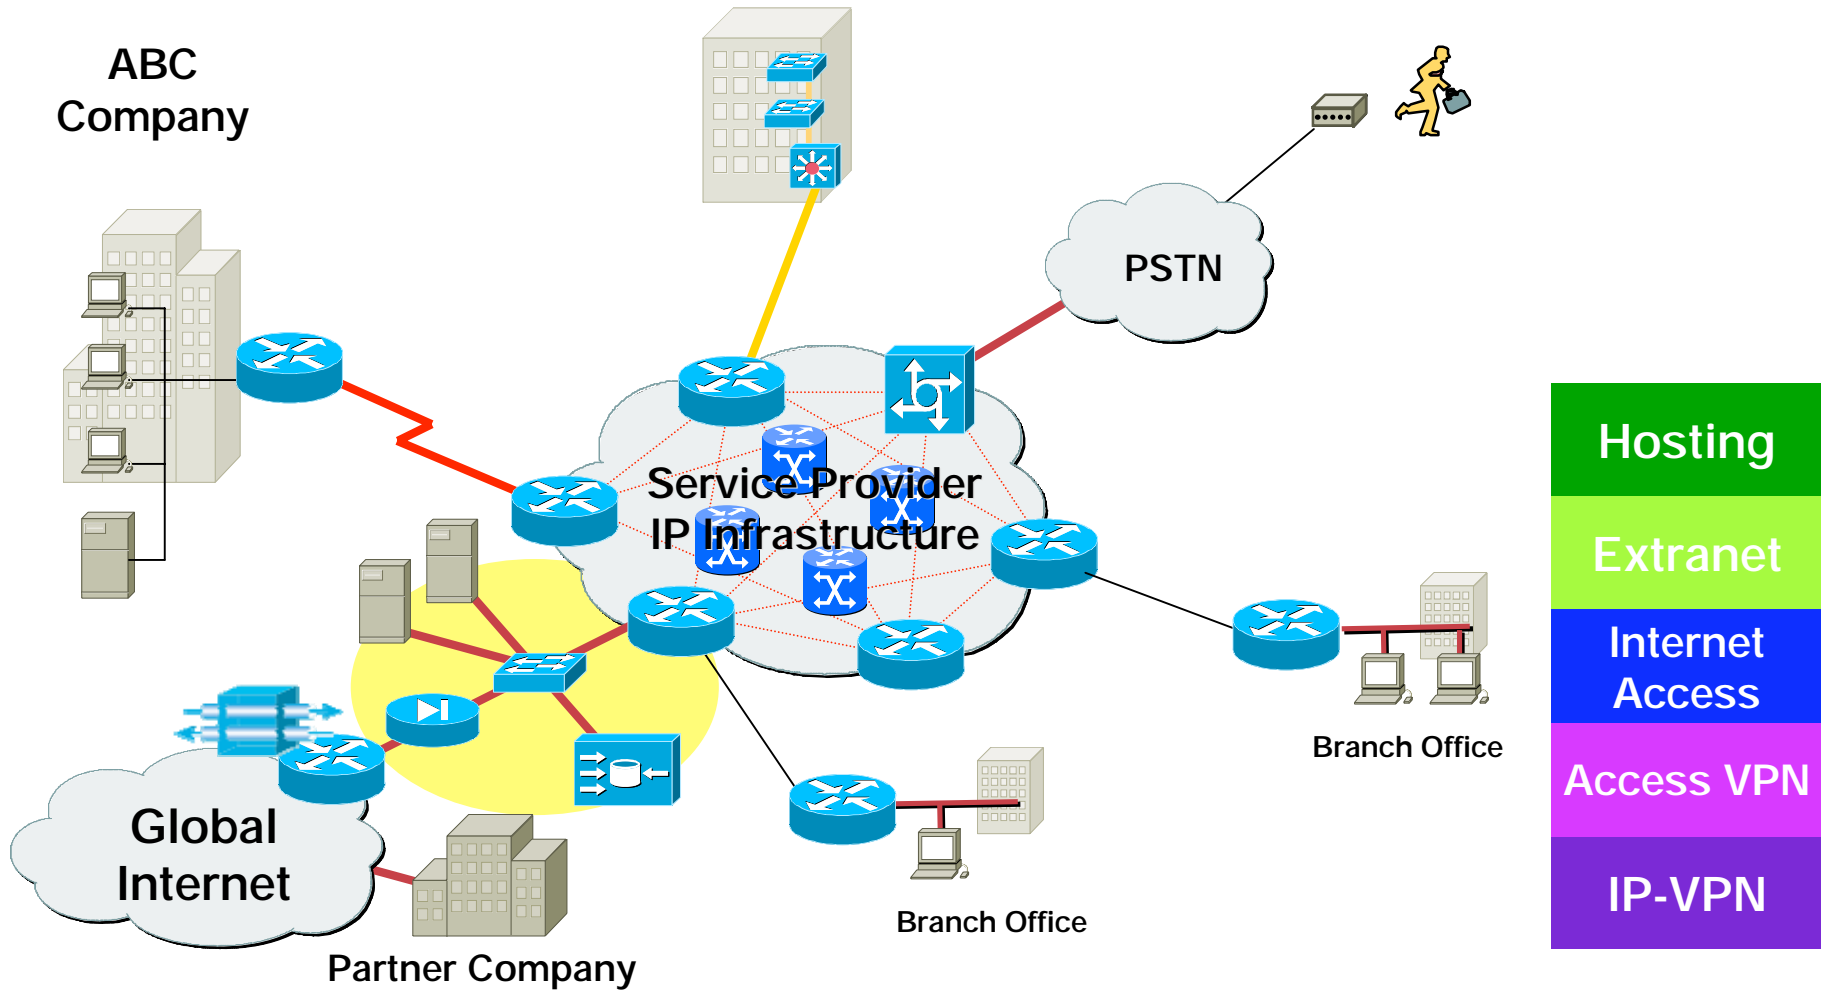 ABC
Company
PSTN
Service Provider
IP Infrastructure
Hosting
Extranet
Internet
Access
Access VPN
IP-VPN
Branch Office
Global
Internet
Branch Office
Partner Company